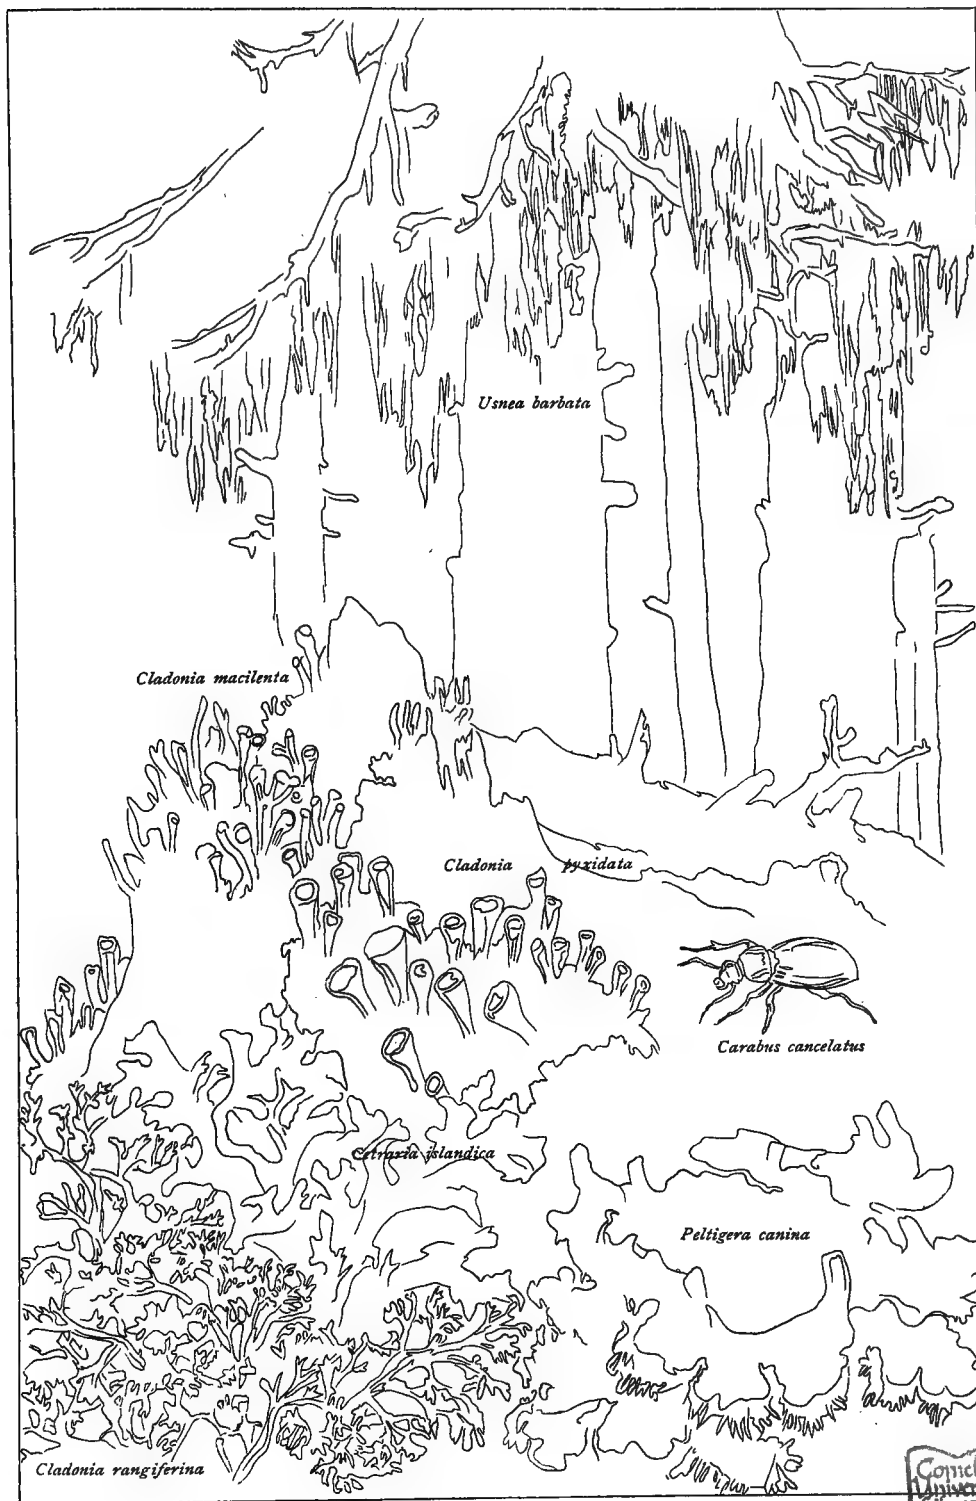 Usnea barbata
Cladonia macilenta
Cladonia pyxidata
Carabus cancelatus
Cetraria islandica
Peltigera canina
Cladonia rangiferina